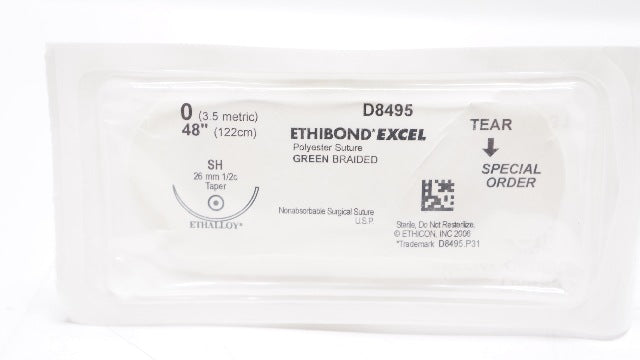 0 (3.5 metric)
48" (122cm)
SH
26 mm 1/2c
Taper
ETHALLOY*
D8495
ETHIBOND* EXCEL
Polyester Suture
GREEN BRAIDED
Nonabsorbable Surgical Suture
U.S.P.
TEAR
SPECIAL
ORDER
Sterile, Do Not Resterilize.
© ETHICON, INC 2006
*Trademark D8495.P31